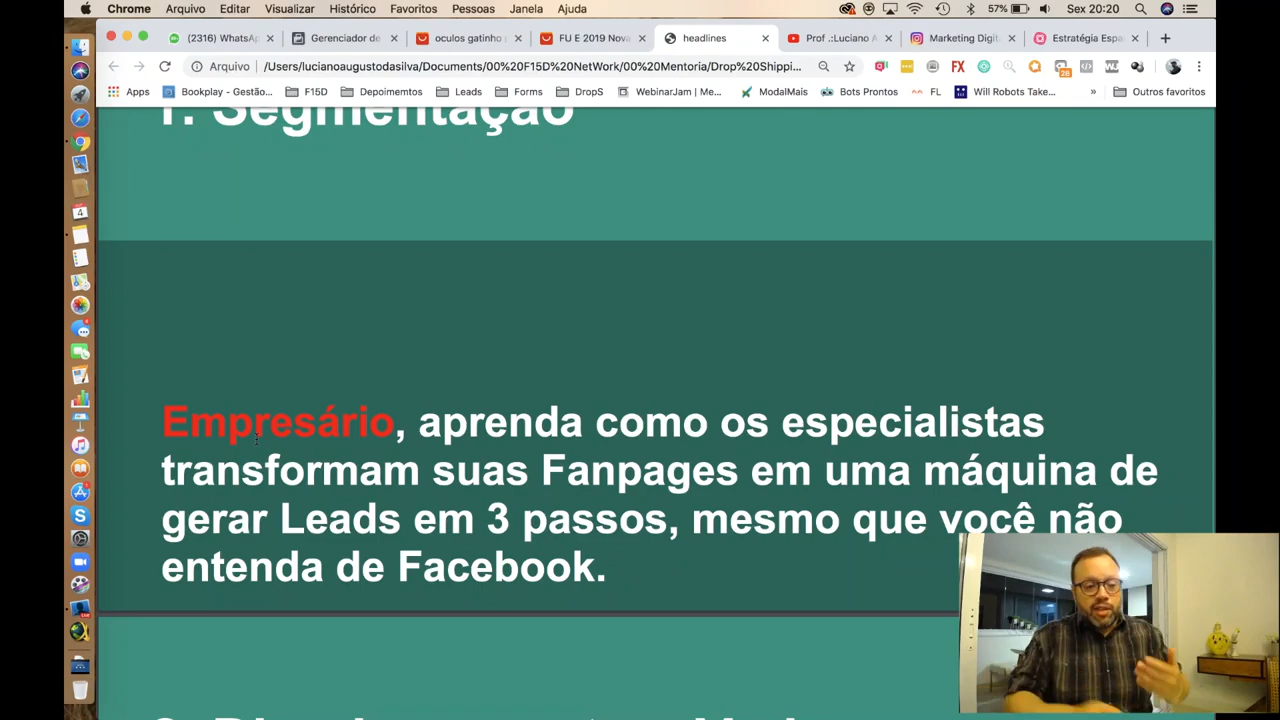 Chrome Arquivo Editar Visualizar Histórico Favoritos Pessoas Janela Ajuda 57% Sex 20:20
(2316) WhatsAp Gerenciador de oculos gatinho FU E 2019 Nova headlines Prof .:Luciano A Marketing Digit Estratégia Espa
Arquivo /Users/lucianoaugustodasilva/Documents/00%20F15D%20NetWork/00%20Mentoria/Drop%20Shippi...
Apps Bookplay - Gestão... F15D Depoimentos Leads Forms DropS WebinarJam | Me... ModalMais Bots Prontos FL Will Robots Take... » Outros favoritos
1. Segmentação
Empresário, aprenda como os especialistas
transformam suas Fanpages em uma máquina de
gerar Leads em 3 passos, mesmo que você não
entenda de Facebook.